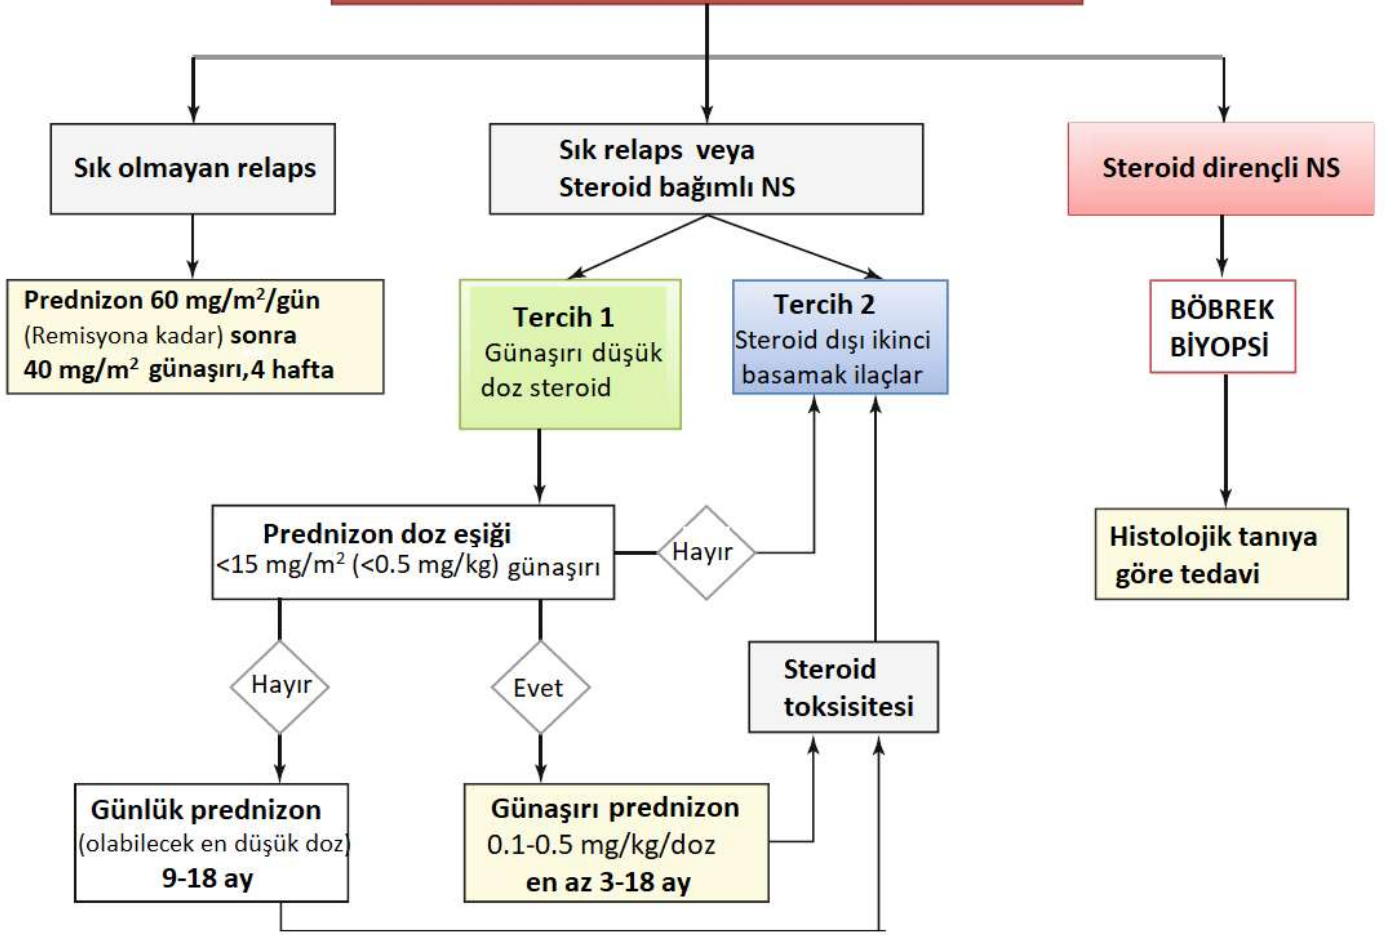 Sık olmayan relaps
Sık relaps veya
Steroid bağımlı NS
Steroid dirençli NS
Prednizon 60 mg/m²/gün
(Remisyona kadar) sonra
40 mg/m² günaşırı,4 hafta
Tercih 1
Günaşırı düşük
doz steroid
Tercih 2
Steroid dışı ikinci
basamak ilaçlar
BÖBREK
BİYOPSİ
Prednizon doz eşiği
<15 mg/m² (<0.5 mg/kg) günaşırı
Hayır
Histolojik tanıya
göre tedavi
Hayır
Evet
Steroid
toksisitesi
Günlük prednizon
(olabilecek en düşük doz)
9-18 ay
Günaşırı prednizon
0.1-0.5 mg/kg/doz
en az 3-18 ay